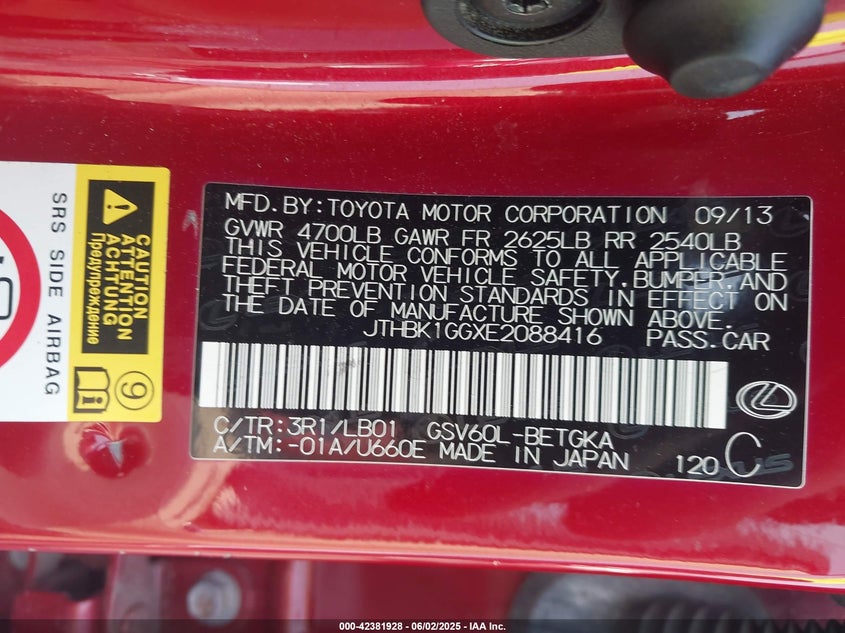 MFD.BY:TOYOTA MOTOR CORPORATION 09/13
GVWR 4700LB GAWR FR 2625LB RR 2540LB
THIS VEHICLE CONFORMS TO ALL APPLICABLE
FEDERAL MOTOR VEHICLE SAFETY,BUMPER,AND
THEFT PREVENTION STANDARDS IN EFFECT ON
THE DATE OF MANUFACTURE SHOWN ABOVE.
JTHBK1GGXE2088416 PASS.CAR
C/TR:3R1/LB01 GSV60L-BETGKA
A/TM:-01A/U660E MADE IN JAPAN 120 C
SRS SIDE AIRBAG
CAUTION
ATTENTION
ACHTUNG
Предупреждение
9
000-42381928 - 06/02/2025 - IAA Inc.